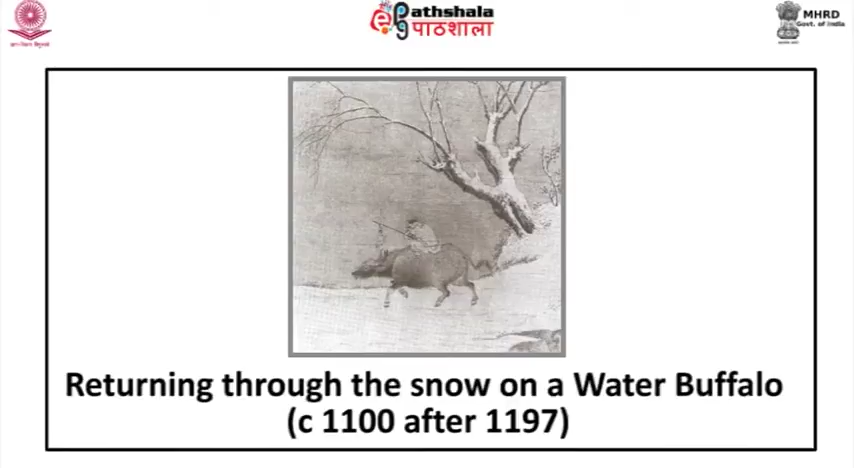 Pathshala
पाठशाला
MHRD
Govt. of India
Returning through the snow on a Water Buffalo
(c 1100 after 1197)